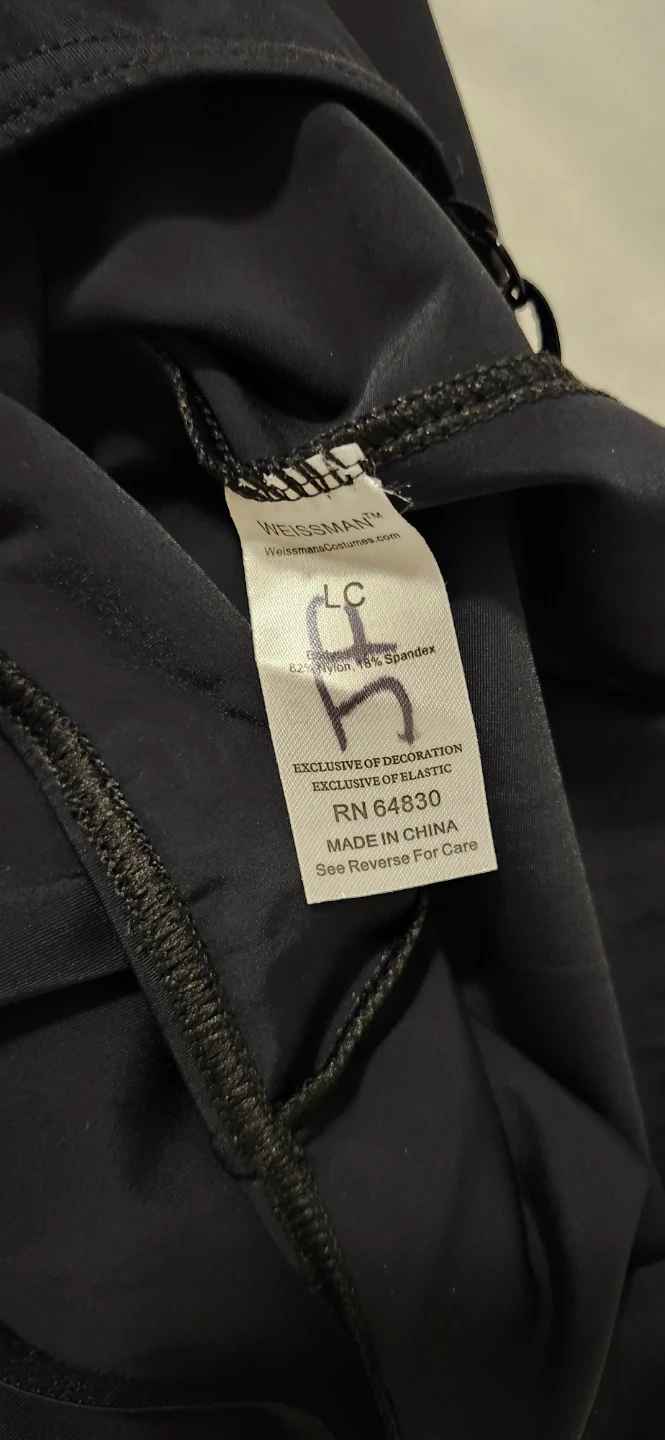 WEISSMAN™
WeissmansCostumes.com
LC
82% Nylon, 18% Spandex
EXCLUSIVE OF DECORATION
EXCLUSIVE OF ELASTIC
RN 64830
MADE IN CHINA
See Reverse For Care